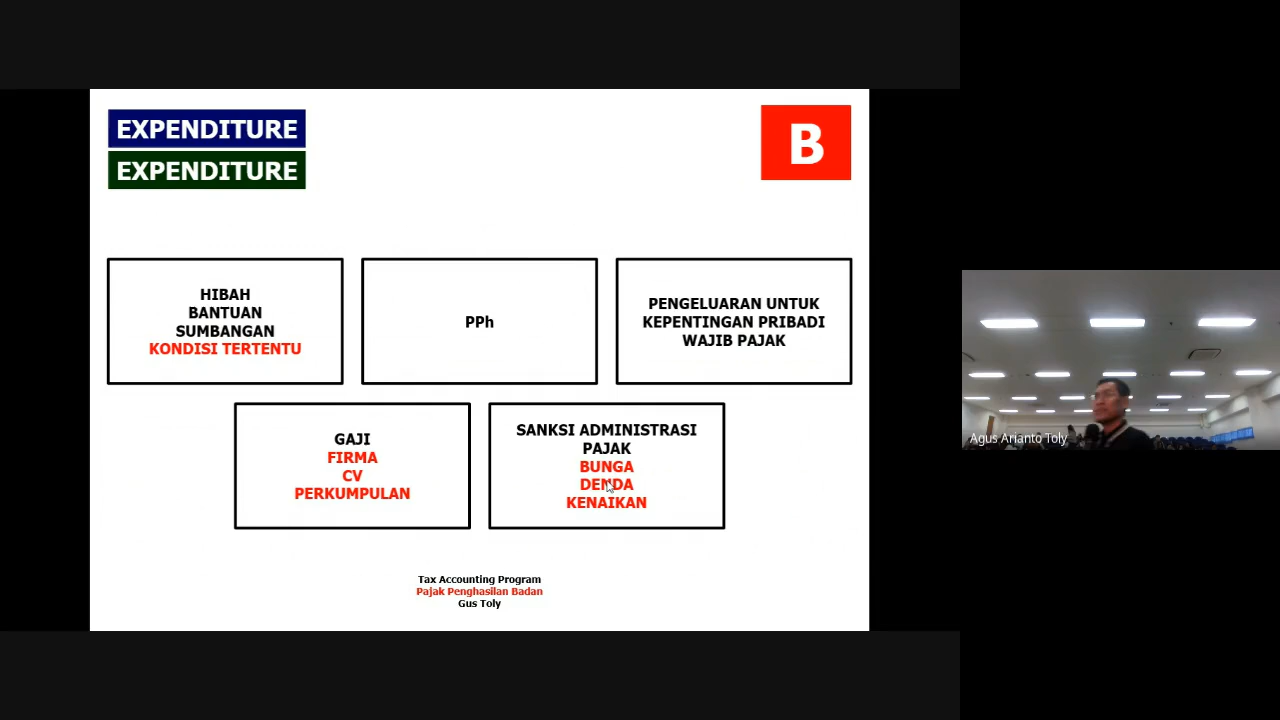 EXPENDITURE
EXPENDITURE
B
HIBAH
BANTUAN
SUMBANGAN
KONDISI TERTENTU
PPh
PENGELUARAN UNTUK
KEPENTINGAN PRIBADI
WAJIB PAJAK
GAJI
FIRMA
CV
PERKUMPULAN
SANKSI ADMINISTRASI
PAJAK
BUNGA
DENDA
KENAIKAN
Tax Accounting Program
Pajak Penghasilan Badan
Gus Toly
Agus Arianto Toly